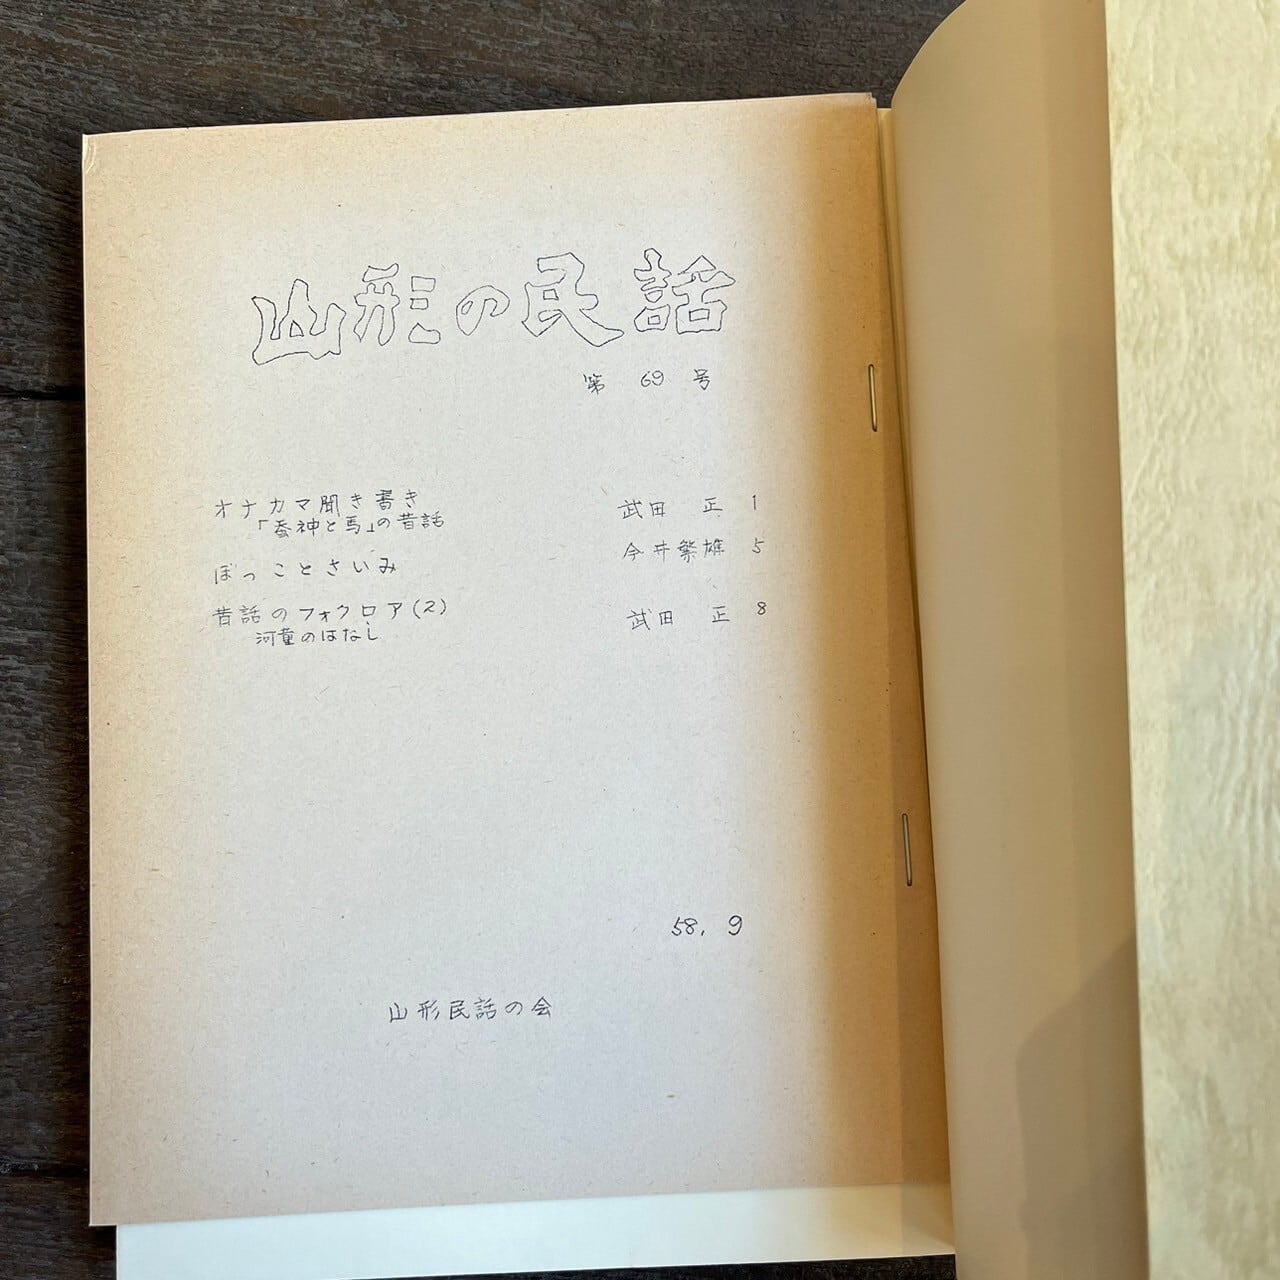 山形の民話
第 69 号
オナカマ聞き書き 武田 正 1
「蚕神と馬」の昔話
ぼっことさいみ 今井繁雄 5
昔話のフォクロア(2) 武田 正 8
河童のはなし
58. 9
山形民話の会